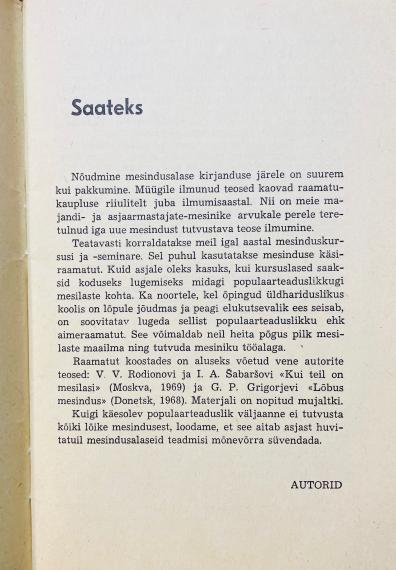 Saateks
Nõudmine mesindusalase kirjanduse järele on suurem
kui pakkumine. Müügile ilmunud teosed kaovad raamatu-
kaupluse riiulitelt juba ilmumisaastal. Nii on meie ma-
jandi- ja asjaarmastajate-mesinike arvukale perele tere-
tulnud iga uue mesindust tutvustava teose ilmumine.
Teatavasti korraldatakse meil igal aastal mesinduskur-
susi ja -seminare. Sel puhul kasutatakse mesinduse käsi-
raamatut. Kuid asjale oleks kasuks, kui kursuslased saak-
sid koduseks lugemiseks midagi populaarteaduslikkugi
mesilaste kohta. Ka noortele, kel õpingud üldhariduslikus
koolis on lõpule jõudmas ja peagi elukutsevalik ees seisab,
on soovitatav lugeda sellist populaarteaduslikku ehk
aimeraamatut. See võimaldab neil heita põgus pilk mesi-
laste maailma ning tutvuda mesiniku tööalaga.
Raamatut koostades on aluseks võetud vene autorite
teosed: V. V. Rodionovi ja I. A. Šabaršovi «Kui teil on
mesilasi» (Moskva, 1969) ja G. P. Grigorjevi «Lõbus
mesindus» (Donetsk, 1968). Materjali on nopitud mujaltki.
Kuigi käesolev populaarteaduslik väljaanne ei tutvusta
kõiki lõike mesindusest, loodame, et see aitab asjast huvi-
tatuil mesindusalaseid teadmisi mõnevõrra süvendada.
AUTORID